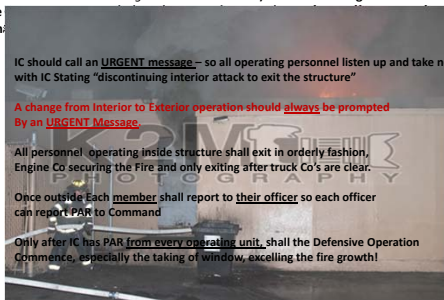 IC should call an URGENT message – so all operating personnel listen up and take n
with IC Stating “discontinuing interior attack to exit the structure”
A change from Interior to Exterior operation should always be prompted
By an URGENT Message.
All personnel operating inside structure shall exit in orderly fashion,
Engine Co securing the Fire and only exiting after truck Co’s are clear.
Once outside Each member shall report to their officer so each officer
can report PAR to Command
Only after IC has PAR from every operating unit, shall the Defensive Operation
Commence, especially the taking of window, excelling the fire growth!
PHOTOGRAPHY